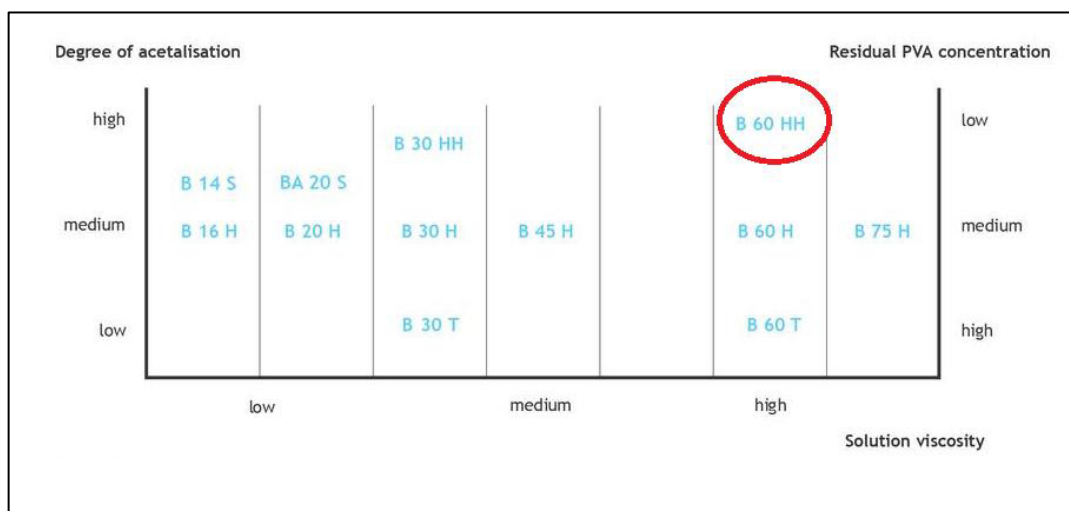 Degree of acetalisation
Residual PVA concentration
high
B 60 HH
low
B 30 HH
B 14 S
BA 20 S
medium
B 16 H
B 20 H
B 30 H
B 45 H
B 60 H
B 75 H
medium
low
B 30 T
B 60 T
high
low
medium
high
Solution viscosity